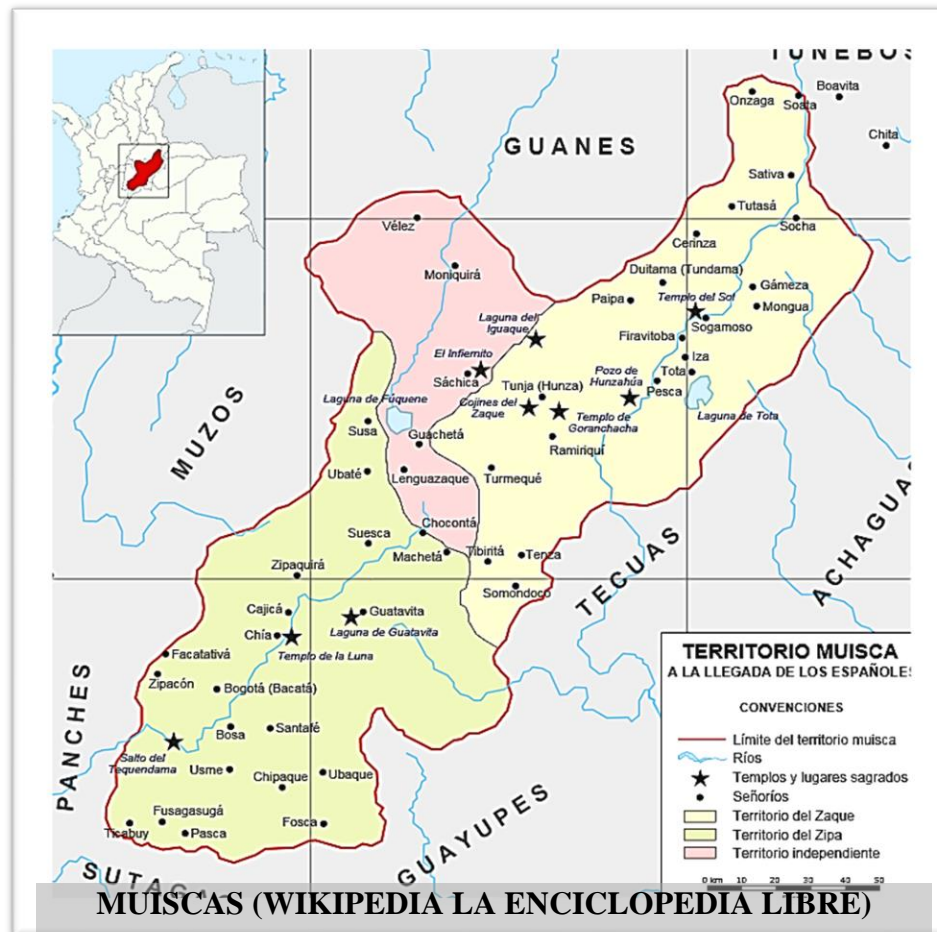 TUNEBOS
Boavita
Onzaga
Soata
Chita
GUANES
Sativa
Tutasá
Vélez
Socha
Cerinza
Moniquirá
Duitama (Tundama)
Gámeza
Paipa
Templo del Sol
Mongua
Laguna del
Iguaque
Sogamoso
Firavitoba
El Infiernito
Iza
Pozo de
Hunzahúa
Tota
Sáchica
Tunja (Hunza)
Pesca
MUZOS
Laguna de Fúquene
Cojines del
Zaque
Templo de
Goranchacha
Laguna de Tota
Susa
Guachetá
Ramiriquí
Ubaté
Lenguazaque
Turmequé
ACHAGUA
Chocontá
Suesca
Machetá
Tibiritá
Tenza
TECUAS
Zipaquirá
Somondoco
Cajicá
Guatavita
Chía
Laguna de Guatavita
Templo de la Luna
Facatativá
Zipacón
Bogotá (Bacatá)
PANCHES
Bosa
Santafé
Salto del
Tequendama
Usme
Chipaque
Ubaque
Fusagasugá
Ticabuy
Pasca
Fosca
GUAYUPES
SUTAGA
TERRITORIO MUISCA
A LA LLEGADA DE LOS ESPAÑOLES
CONVENCIONES
Límite del territorio muisca
Ríos
Templos y lugares sagrados
Señoríos
Territorio del Zaque
Territorio del Zipa
Territorio independiente
0 km 10 20 30 40 50
MUISCAS (WIKIPEDIA LA ENCICLOPEDIA LIBRE)